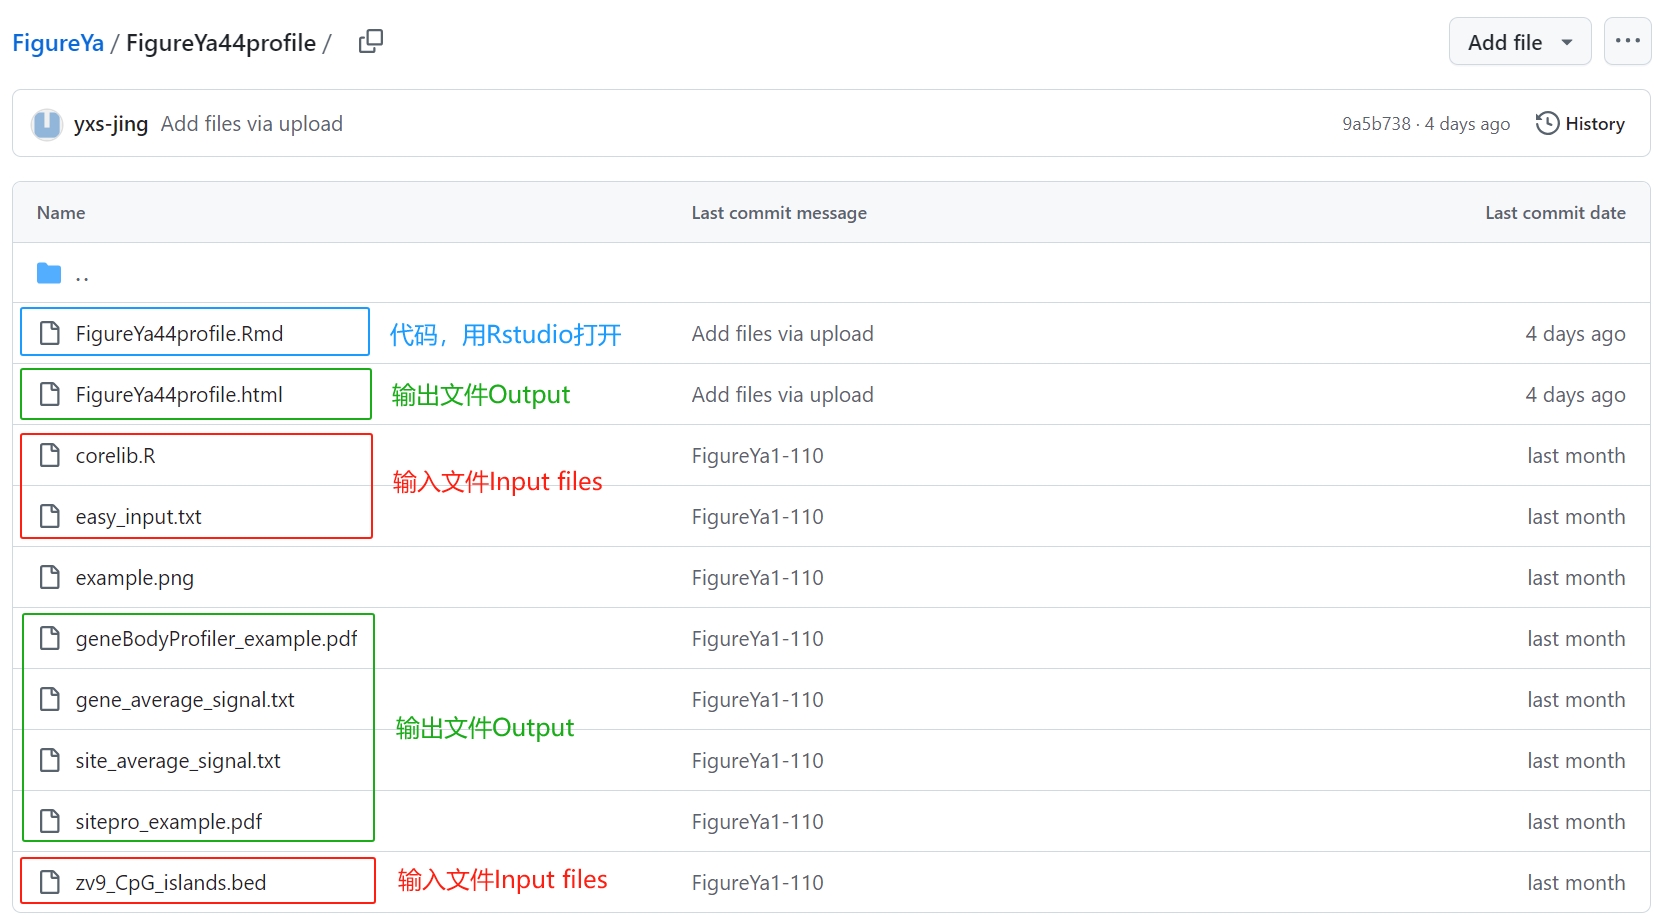 FigureYa / FigureYa44profile /
Add file
yxs-jing Add files via upload 9a5b738 · 4 days ago History
Name Last commit message Last commit date
..
FigureYa44profile.Rmd 代码，用Rstudio打开 Add files via upload 4 days ago
FigureYa44profile.html 输出文件Output Add files via upload 4 days ago
corelib.R FigureYa1-110 last month
输入文件Input files
easy_input.txt FigureYa1-110 last month
example.png FigureYa1-110 last month
geneBodyProfiler_example.pdf FigureYa1-110 last month
gene_average_signal.txt FigureYa1-110 last month
输出文件Output
site_average_signal.txt FigureYa1-110 last month
sitepro_example.pdf FigureYa1-110 last month
zv9_CpG_islands.bed 输入文件Input files FigureYa1-110 last month